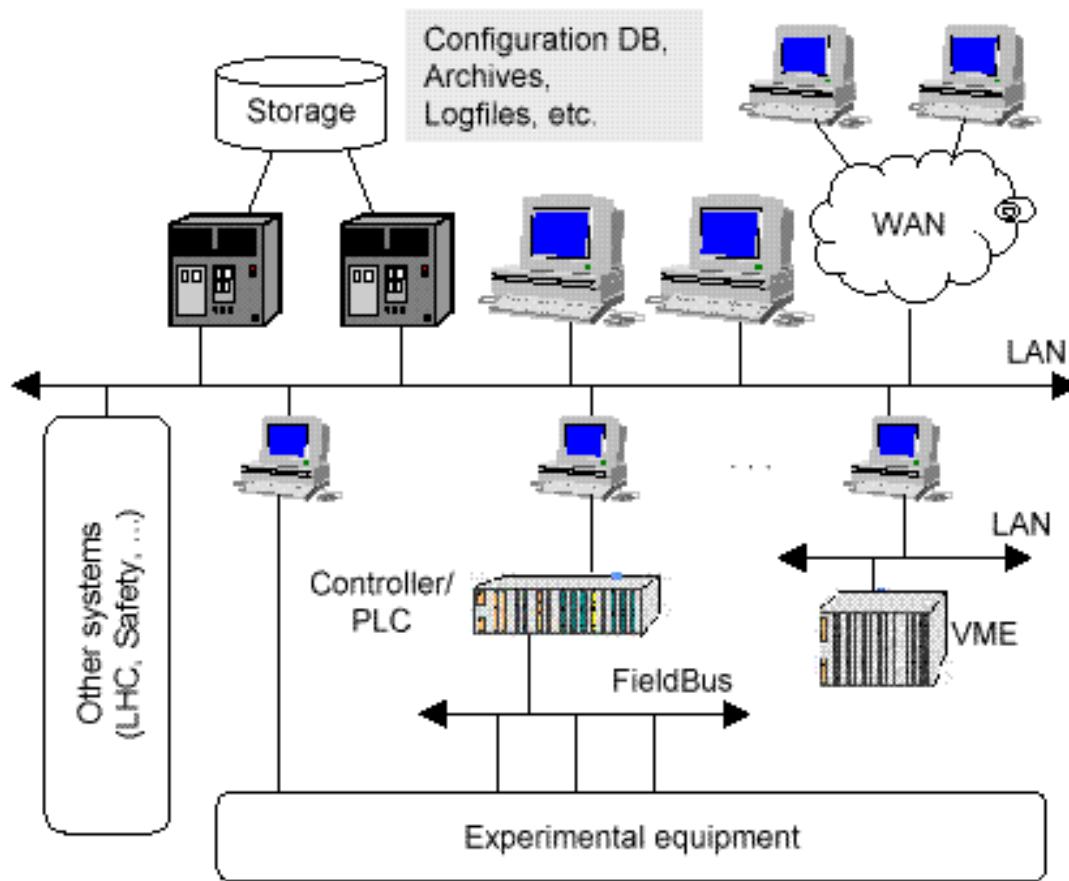 Configuration DB,
Archives,
Logfiles, etc.
Storage
WAN
LAN
. . .
LAN
Controller/
PLC
VME
FieldBus
Other systems
(LHC, Safety, ...)
Experimental equipment